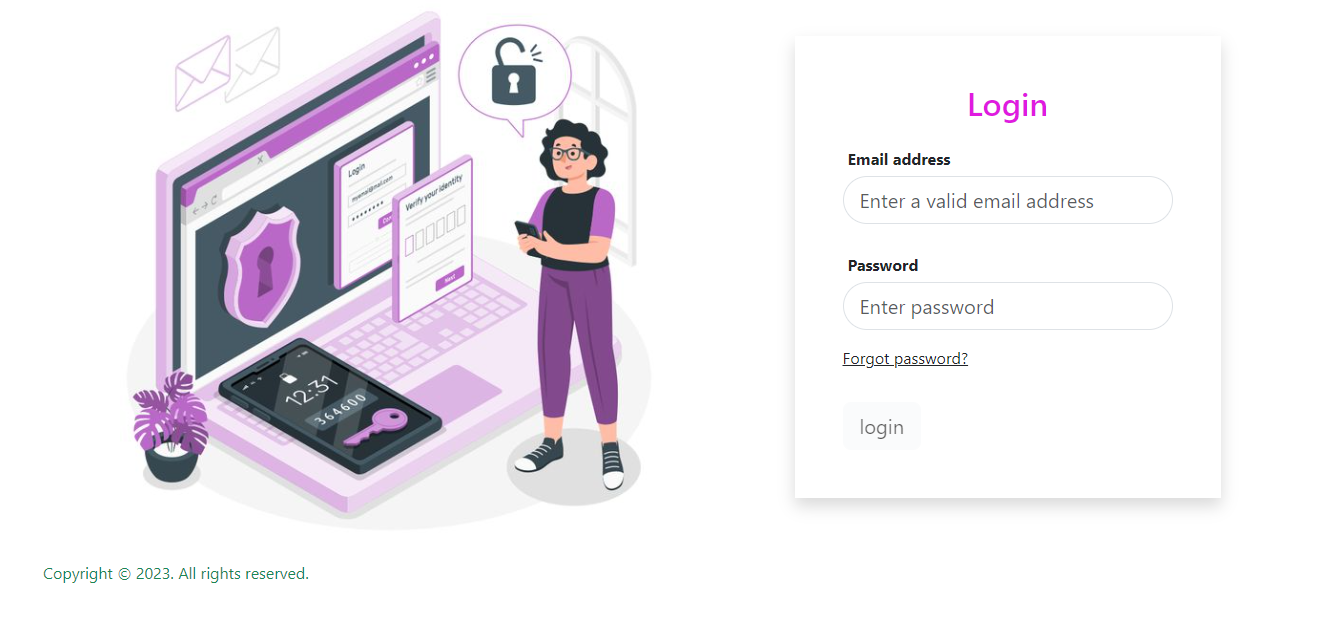 Login
myemail@mail.com
Verify your identity
Next
12:31
364600
Login
Email address
Enter a valid email address
Password
Enter password
Forgot password?
login
Copyright © 2023. All rights reserved.